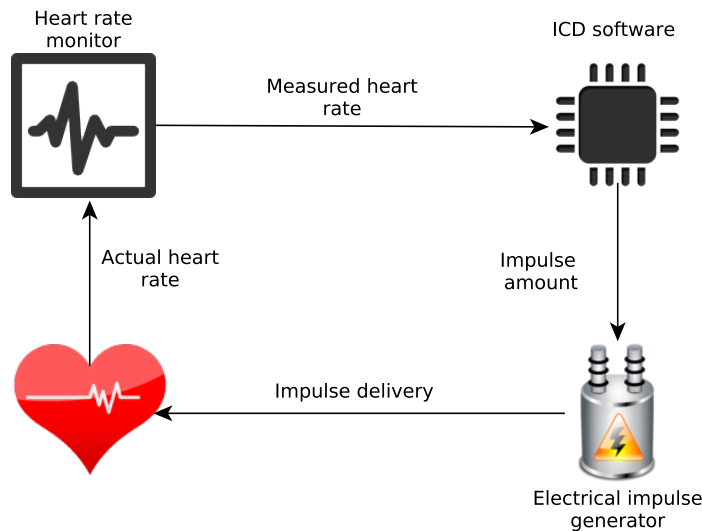 Heart rate
monitor
ICD software
Measured heart
rate
Actual heart
rate
Impulse
amount
Impulse delivery
Electrical impulse
generator